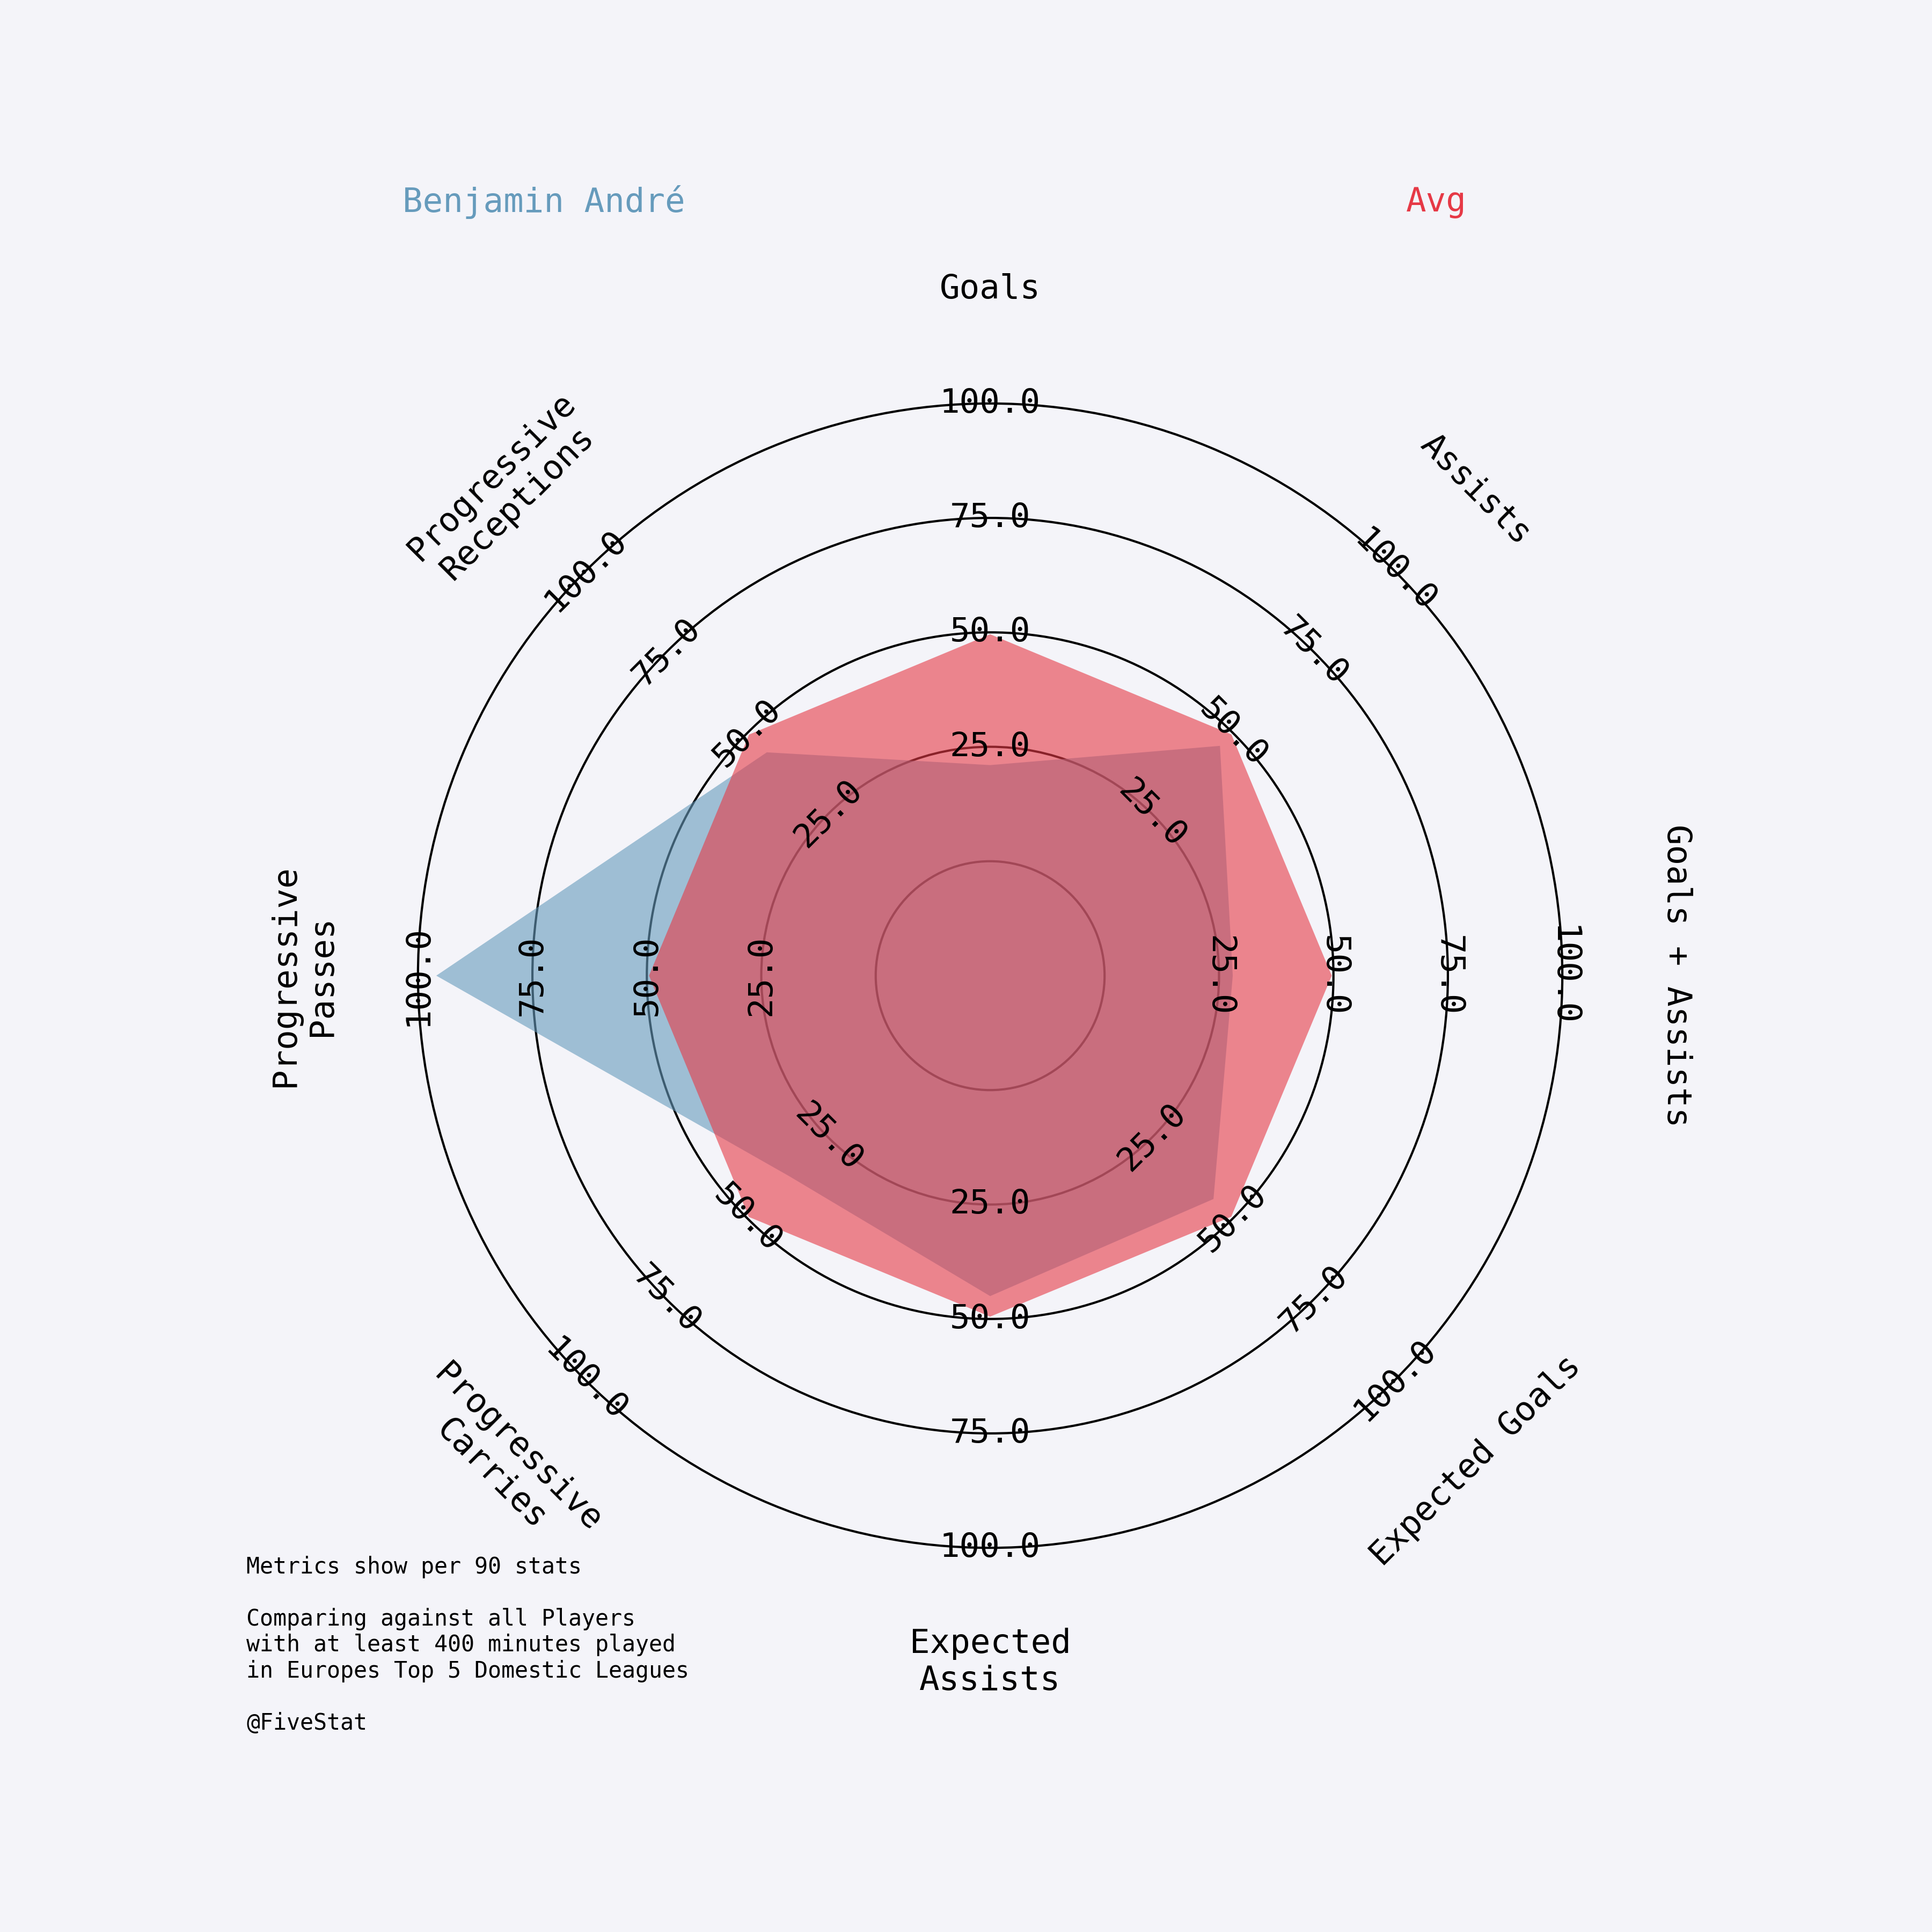 Benjamin André
Avg
Goals
Assists
Goals + Assists
Expected Goals
Expected
Assists
Progressive
Carries
Progressive
Passes
Progressive
Receptions
100.0
75.0
50.0
25.0
100.0
75.0
50.0
25.0
100.0
75.0
50.0
25.0
100.0
75.0
50.0
25.0
25.0
50.0
75.0
100.0
25.0
50.0
75.0
100.0
100.0
75.0
50.0
25.0
100.0
75.0
50.0
25.0
Metrics show per 90 stats
Comparing against all Players
with at least 400 minutes played
in Europes Top 5 Domestic Leagues
@FiveStat